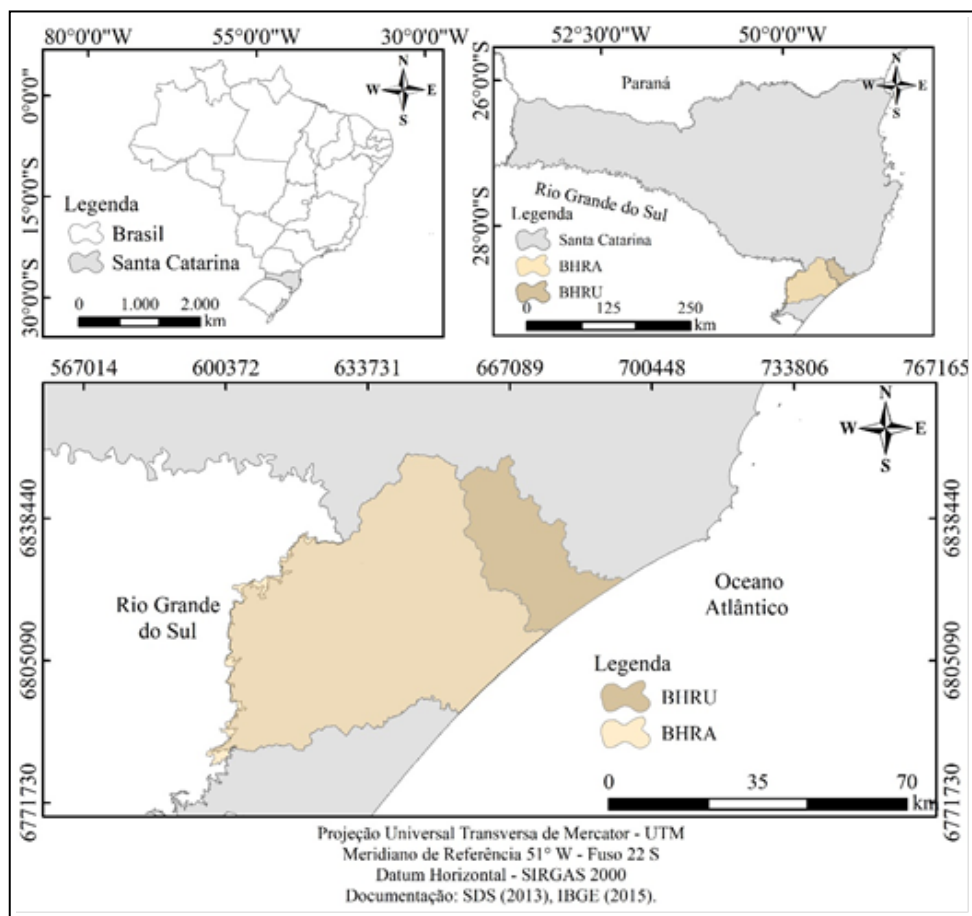 80°0'0"W 55°0'0"W 30°0'0"W
0°0'0"
15°0'0"S
30°0'0"S
N
W E
S
Legenda
Brasil
Santa Catarina
0 1.000 2.000
km
52°30'0"W 50°0'0"W
26°0'0"S
28°0'0"S
N
W E
S
Paraná
Rio Grande do Sul
Legenda
Santa Catarina
BHRA
BHRU
0 125 250
km
567014 600372 633731 667089 700448 733806 767165
6838440
6805090
6771730
6838440
6805090
6771730
N
W E
S
Rio Grande
do Sul
Oceano
Atlântico
Legenda
BHRU
BHRA
0 35 70
km
Projeção Universal Transversa de Mercator - UTM
Meridiano de Referência 51° W - Fuso 22 S
Datum Horizontal - SIRGAS 2000
Documentação: SDS (2013), IBGE (2015).